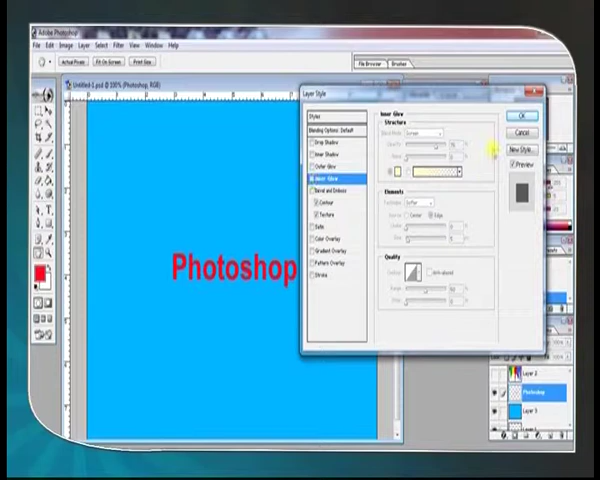 Adobe Photoshop
File Edit Image Layer Select Filter View Window Help
Actual Pixels Fit On Screen Print Size
File Browser Brushes
Untitled-1.psd @ 100% (Photoshop, RGB)
Photoshop
Layer Style
Styles
Blending Options: Default
Drop Shadow
Inner Shadow
Outer Glow
Inner Glow
Bevel and Emboss
Contour
Texture
Satin
Color Overlay
Gradient Overlay
Pattern Overlay
Stroke
Inner Glow
Structure
Blend Mode: Screen
Opacity: 75
Noise: 0
Elements
Technique: Softer
Source: Center Edge
Quality
Contour: Anti-aliased
Range: 50
OK
Cancel
New Style...
Preview
Layer 2
Photoshop
Layer 3